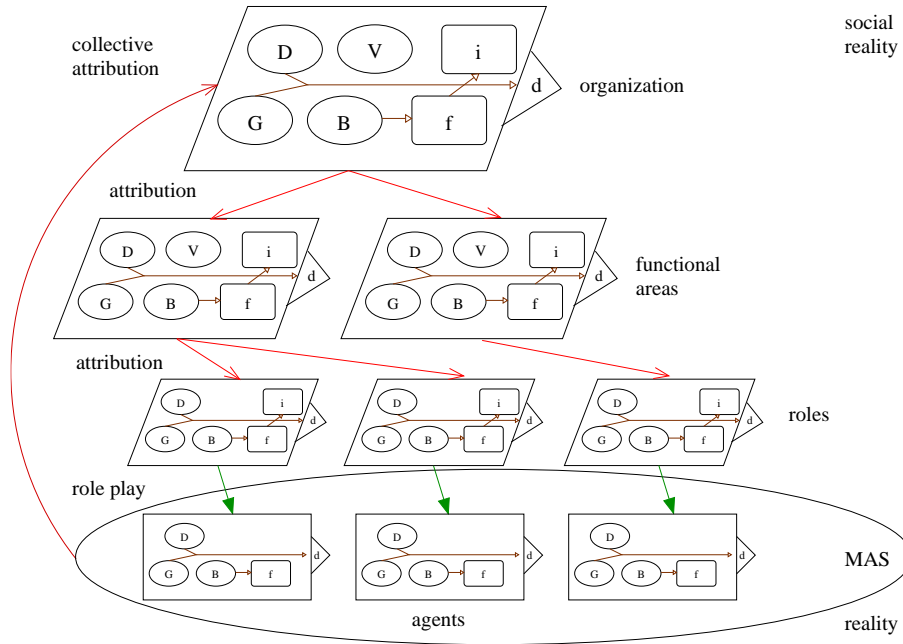 collective
attribution
social
reality
D
V
i
d
organization
G
B
f
attribution
D
V
i
d
G
B
f
D
V
i
d
G
B
f
functional
areas
attribution
D
i
d
G
B
f
D
i
d
G
B
f
D
i
d
G
B
f
roles
role play
D
d
G
B
f
D
d
G
B
f
D
d
G
B
f
MAS
agents
reality